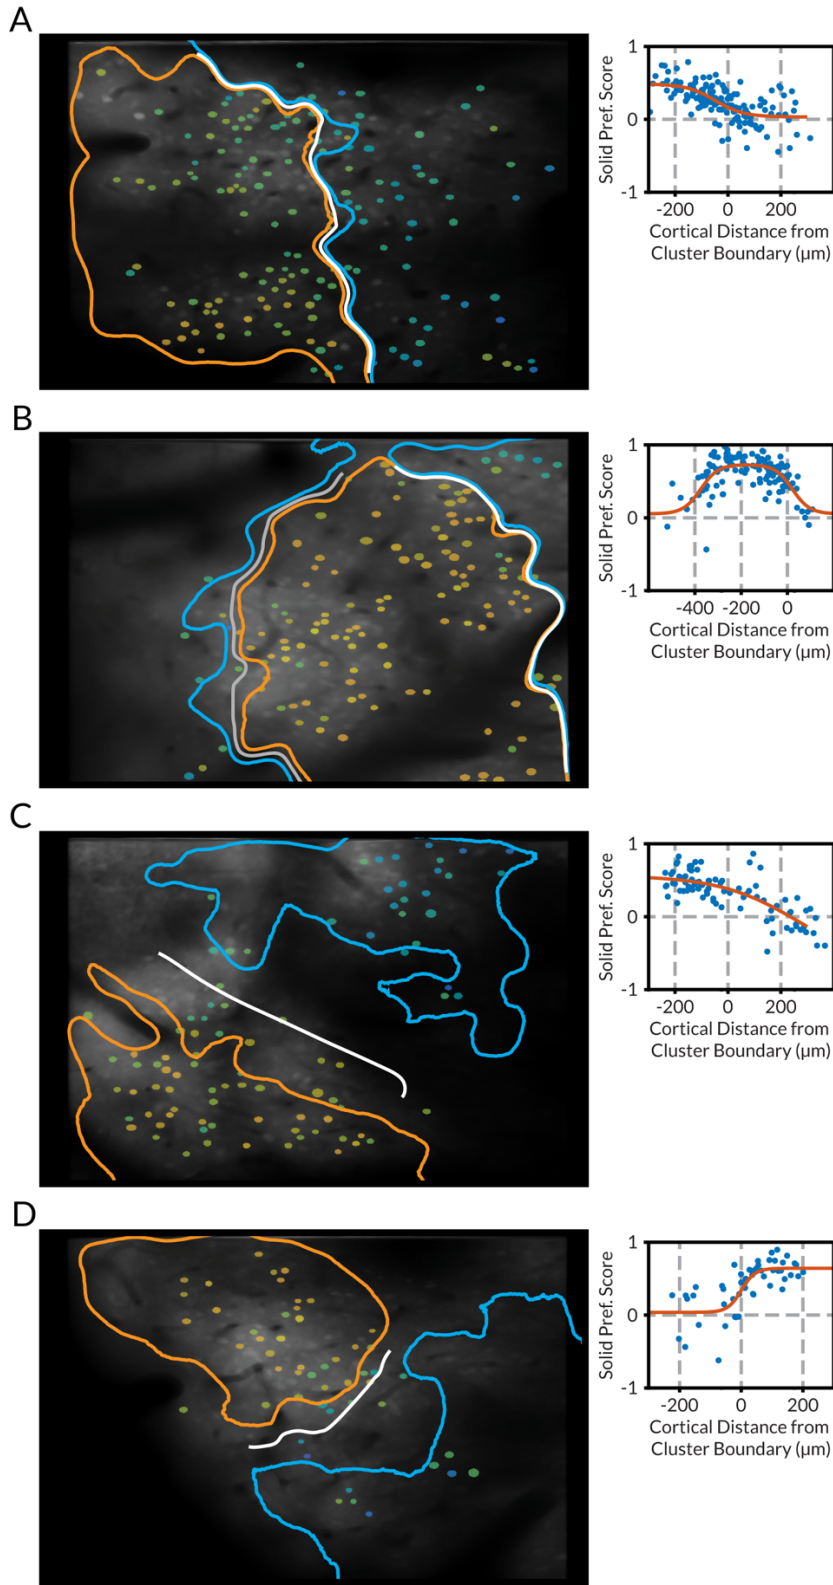 A
Solid Pref. Score
1
0
-1
-200 0 200
Cortical Distance from
Cluster Boundary (µm)
B
Solid Pref. Score
1
0
-1
-400 -200 0
Cortical Distance from
Cluster Boundary (µm)
C
Solid Pref. Score
1
0
-1
-200 0 200
Cortical Distance from
Cluster Boundary (µm)
D
Solid Pref. Score
1
0
-1
-200 0 200
Cortical Distance from
Cluster Boundary (µm)